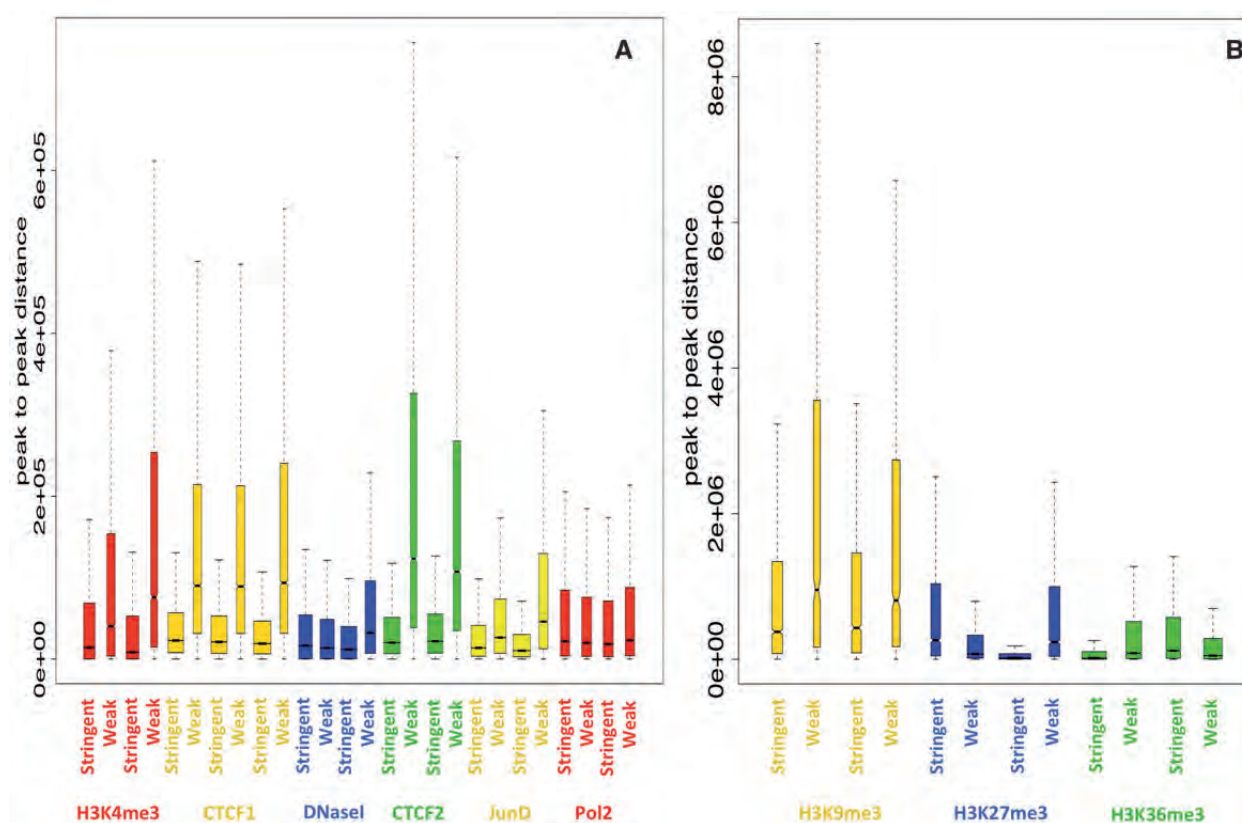 A
peak to peak distance
0e+00 2e+05 4e+05 6e+05
Stringent Weak Stringent Weak Stringent Weak Stringent Weak Stringent Weak Stringent Weak Stringent Weak Stringent Weak Stringent Weak Stringent Weak Stringent Weak Stringent Weak Stringent Weak
H3K4me3 CTCF1 DNaseI CTCF2 JunD Pol2
B
peak to peak distance
0e+00 2e+06 4e+06 6e+06 8e+06
Stringent Weak Stringent Weak Stringent Weak Stringent Weak Stringent Weak Stringent Weak
H3K9me3 H3K27me3 H3K36me3